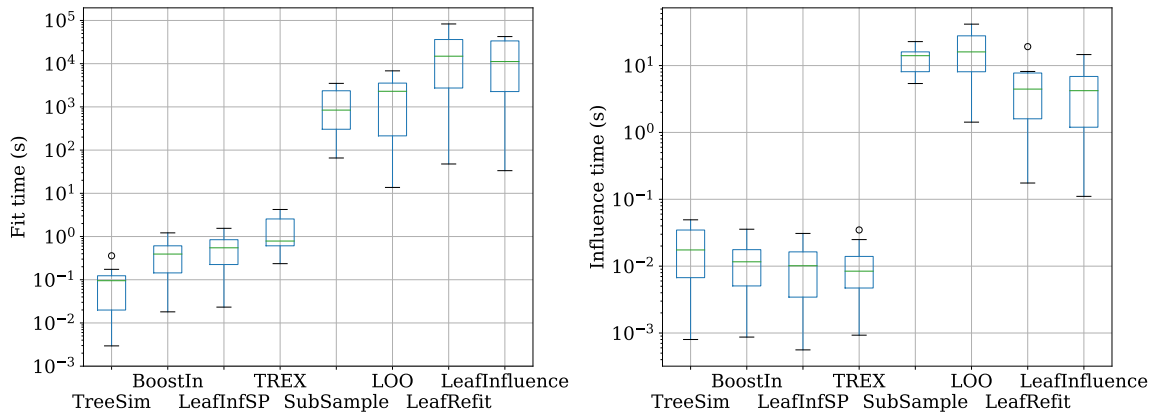 Fit time (s)
10^5
10^4
10^3
10^2
10^1
10^0
10^-1
10^-2
10^-3
BoostIn TREX LOO LeafInfluence
TreeSim LeafInfSP SubSample LeafRefit
Influence time (s)
10^1
10^0
10^-1
10^-2
10^-3
BoostIn TREX LOO LeafInfluence
TreeSim LeafInfSP SubSample LeafRefit